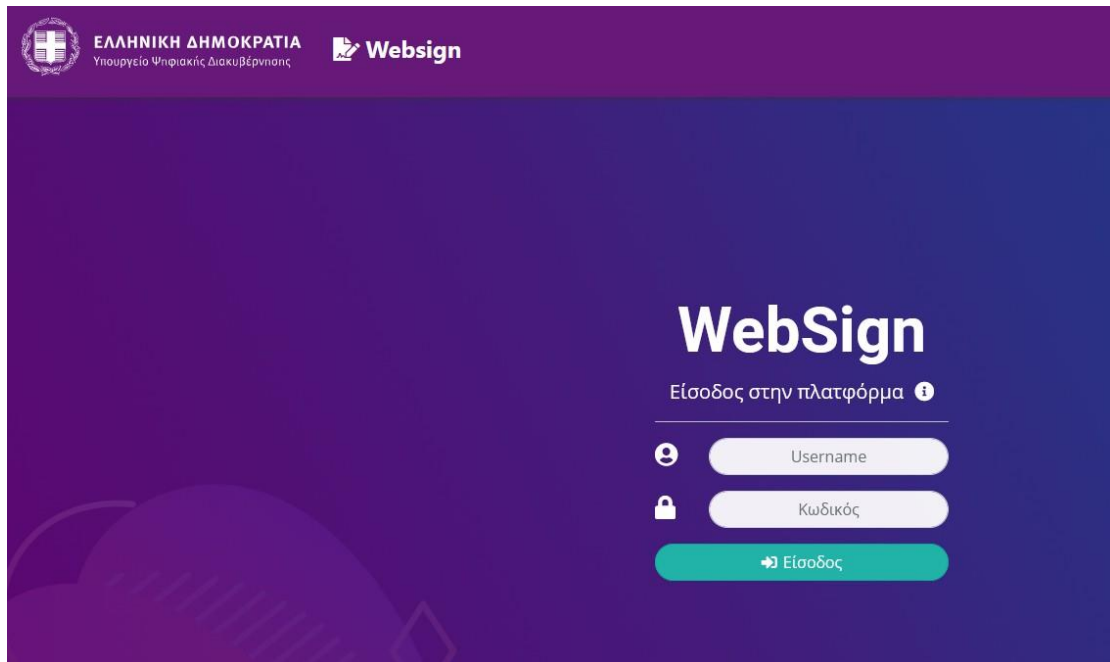 ΕΛΛΗΝΙΚΗ ΔΗΜΟΚΡΑΤΙΑ
Υπουργείο Ψηφιακής Διακυβέρνησης
Websign
WebSign
Είσοδος στην πλατφόρμα
Username
Κωδικός
Είσοδος